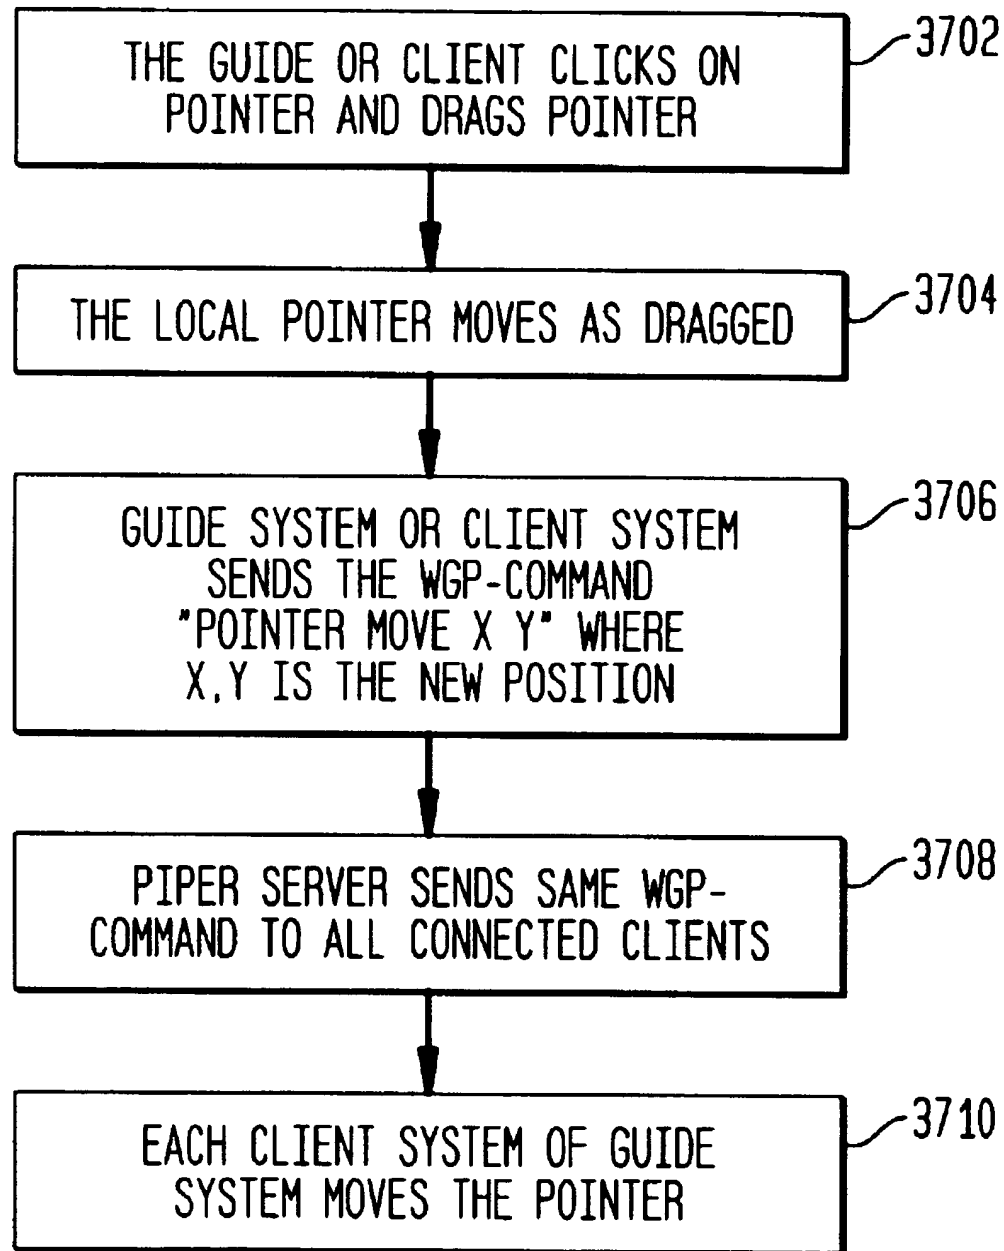 THE GUIDE OR CLIENT CLICKS ON
POINTER AND DRAGS POINTER
3702
THE LOCAL POINTER MOVES AS DRAGGED
3704
GUIDE SYSTEM OR CLIENT SYSTEM
SENDS THE WGP-COMMAND
"POINTER MOVE X Y" WHERE
X,Y IS THE NEW POSITION
3706
PIPER SERVER SENDS SAME WGP-
COMMAND TO ALL CONNECTED CLIENTS
3708
EACH CLIENT SYSTEM OF GUIDE
SYSTEM MOVES THE POINTER
3710